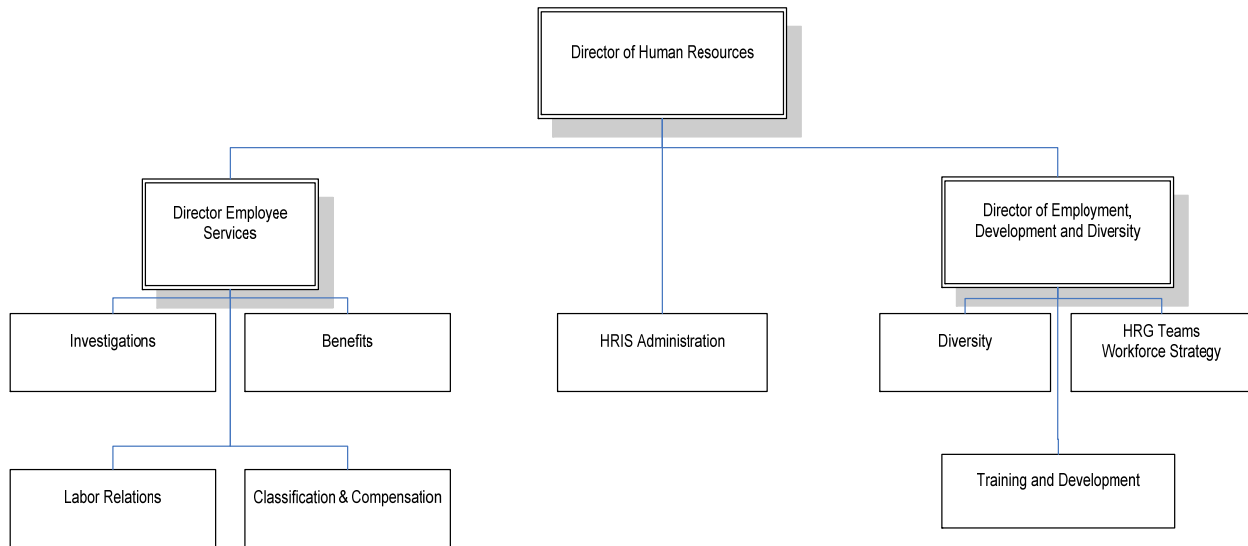 Director of Human Resources
Director Employee
Services
Director of Employment,
Development and Diversity
Investigations
Benefits
HRIS Administration
Diversity
HRG Teams
Workforce Strategy
Labor Relations
Classification & Compensation
Training and Development